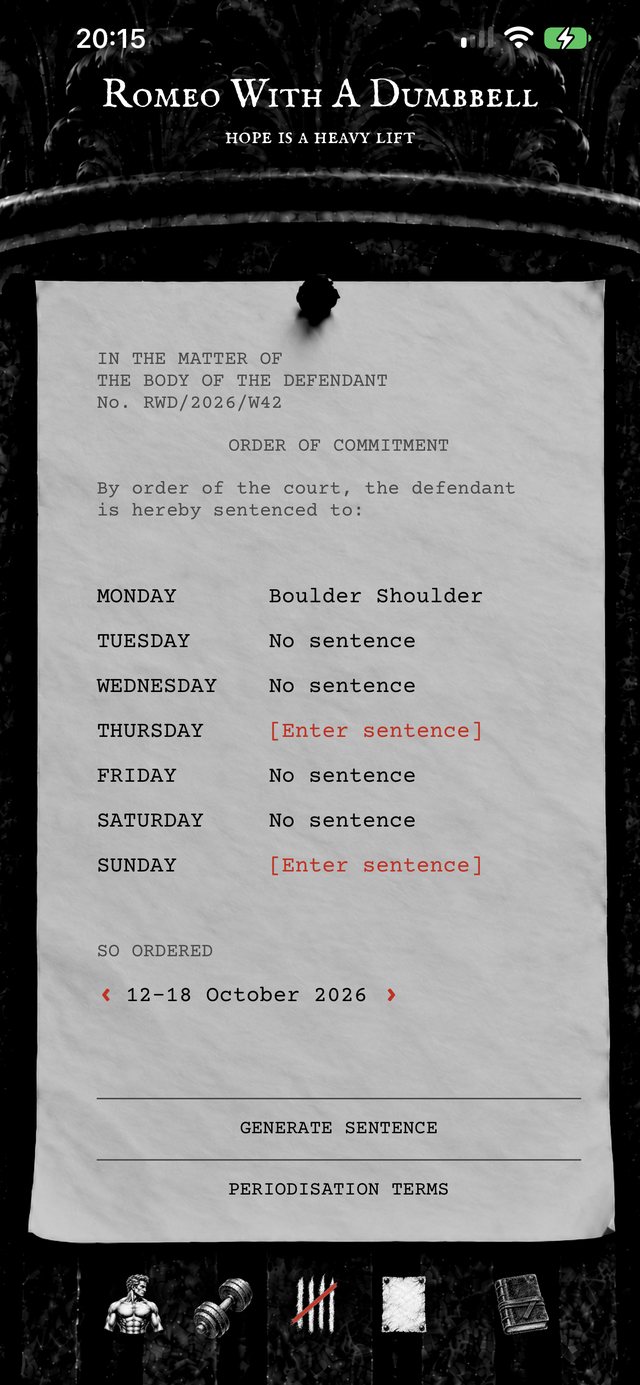 20:15
Romeo With A Dumbbell
HOPE IS A HEAVY LIFT
IN THE MATTER OF
THE BODY OF THE DEFENDANT
No. RWD/2026/W42
ORDER OF COMMITMENT
By order of the court, the defendant
is hereby sentenced to:
MONDAY Boulder Shoulder
TUESDAY No sentence
WEDNESDAY No sentence
THURSDAY [Enter sentence]
FRIDAY No sentence
SATURDAY No sentence
SUNDAY [Enter sentence]
SO ORDERED
‹ 12–18 October 2026 ›
GENERATE SENTENCE
PERIODISATION TERMS